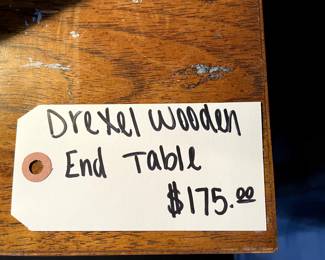 Drexel Wooden
End Table
$175.00